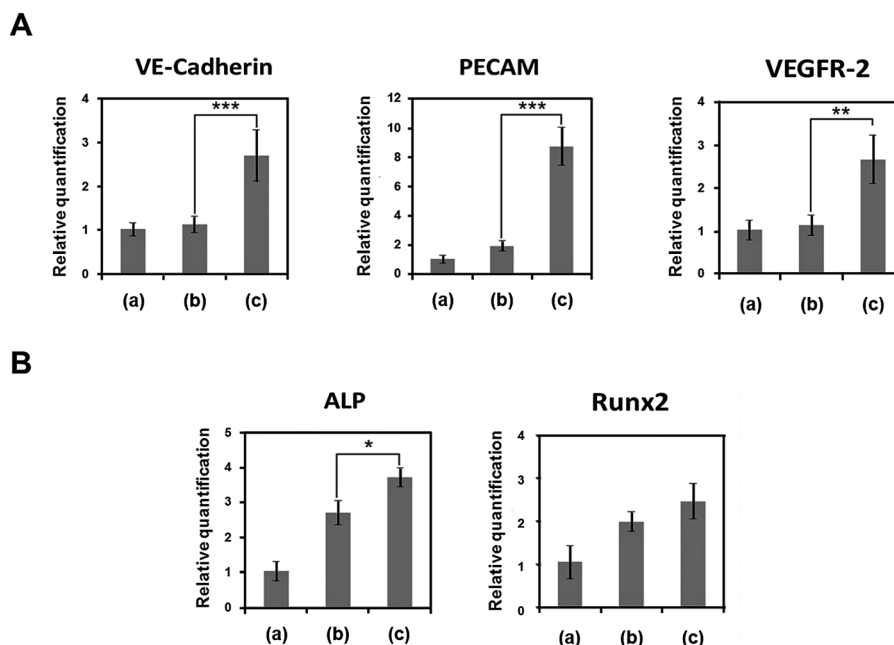 A
VE-Cadherin
Relative quantification
4
3
2
1
0
***
(a) (b) (c)
PECAM
Relative quantification
12
10
8
6
4
2
0
***
(a) (b) (c)
VEGFR-2
Relative quantification
4
3
2
1
0
**
(a) (b) (c)
B
ALP
Relative quantification
5
4
3
2
1
0
*
(a) (b) (c)
Runx2
Relative quantification
4
3
2
1
0
(a) (b) (c)